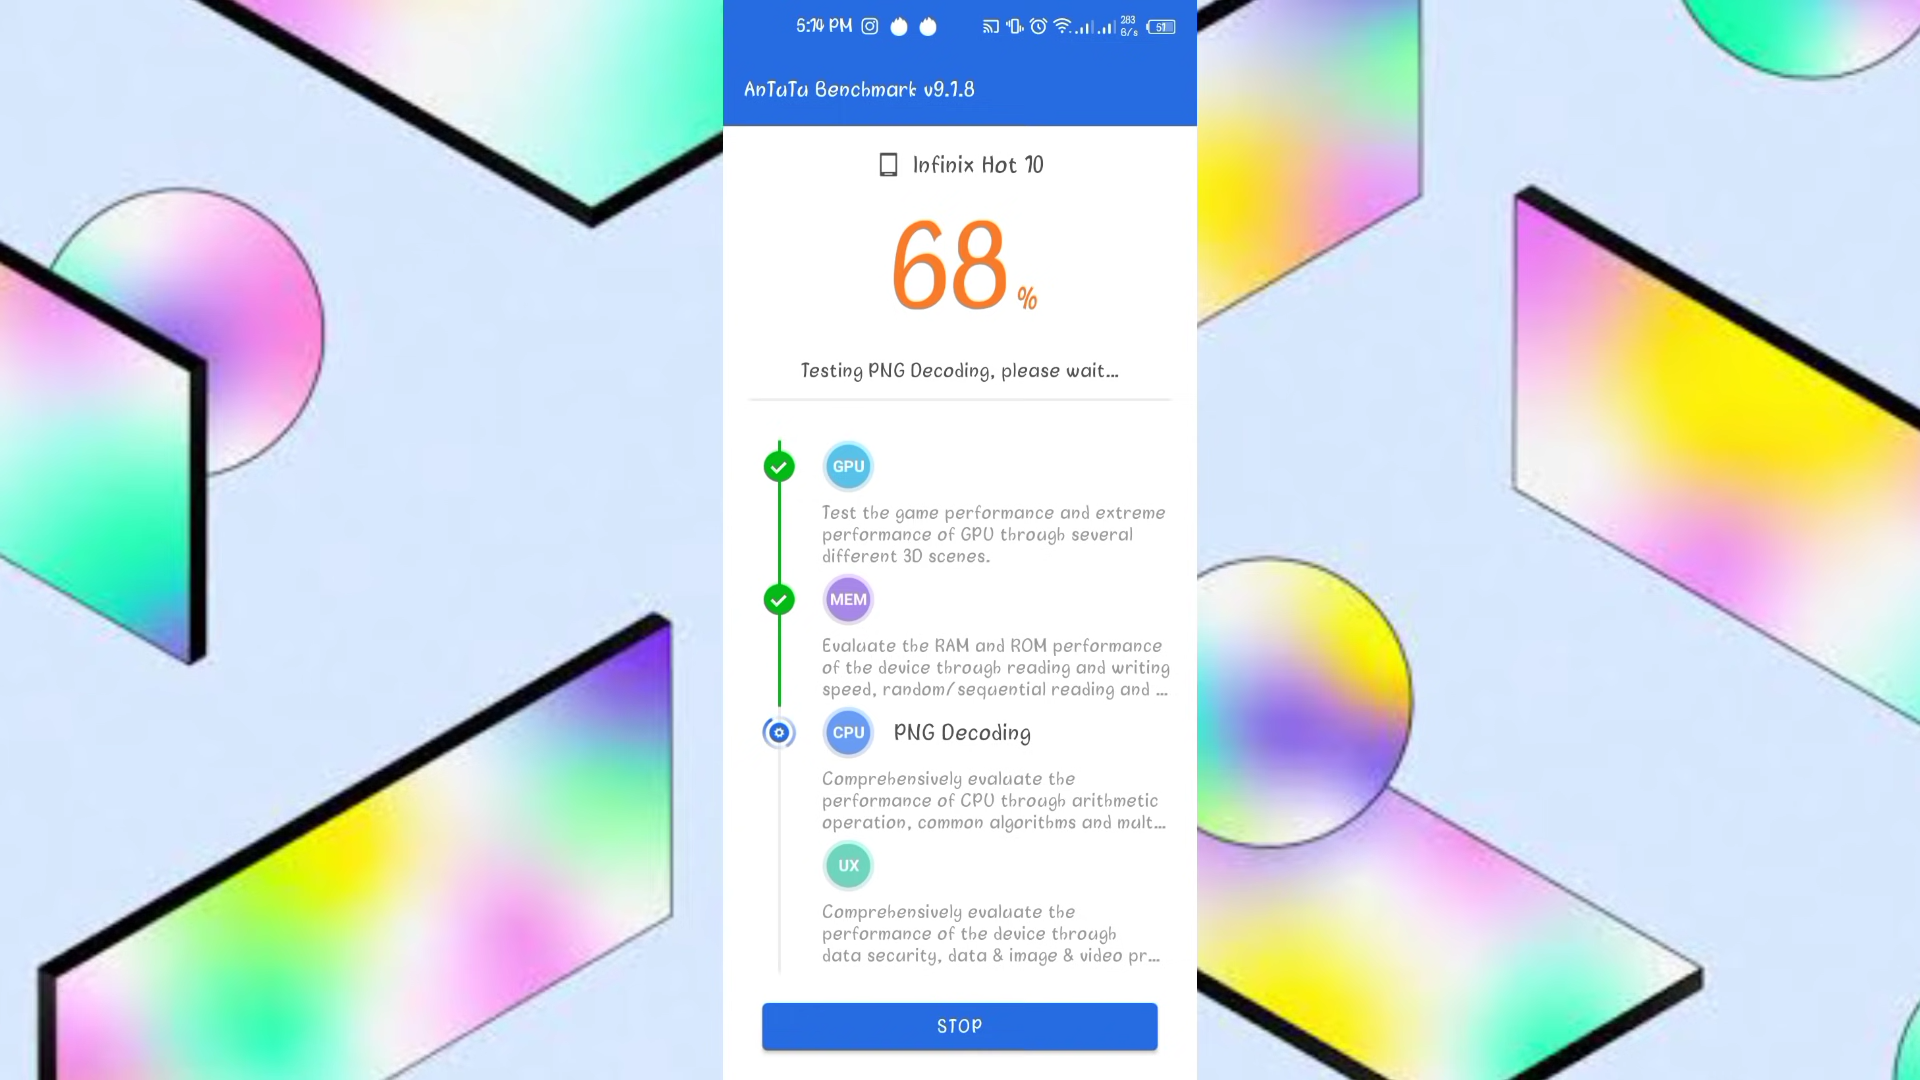 5:14 PM
283
B/s
51
AnTuTu Benchmark v9.1.8
Infinix Hot 10
68 %
Testing PNG Decoding, please wait...
GPU
Test the game performance and extreme
performance of GPU through several
different 3D scenes.
MEM
Evaluate the RAM and ROM performance
of the device through reading and writing
speed, random/sequential reading and ...
CPU PNG Decoding
Comprehensively evaluate the
performance of CPU through arithmetic
operation, common algorithms and mult...
UX
Comprehensively evaluate the
performance of the device through
data security, data & image & video pr...
STOP